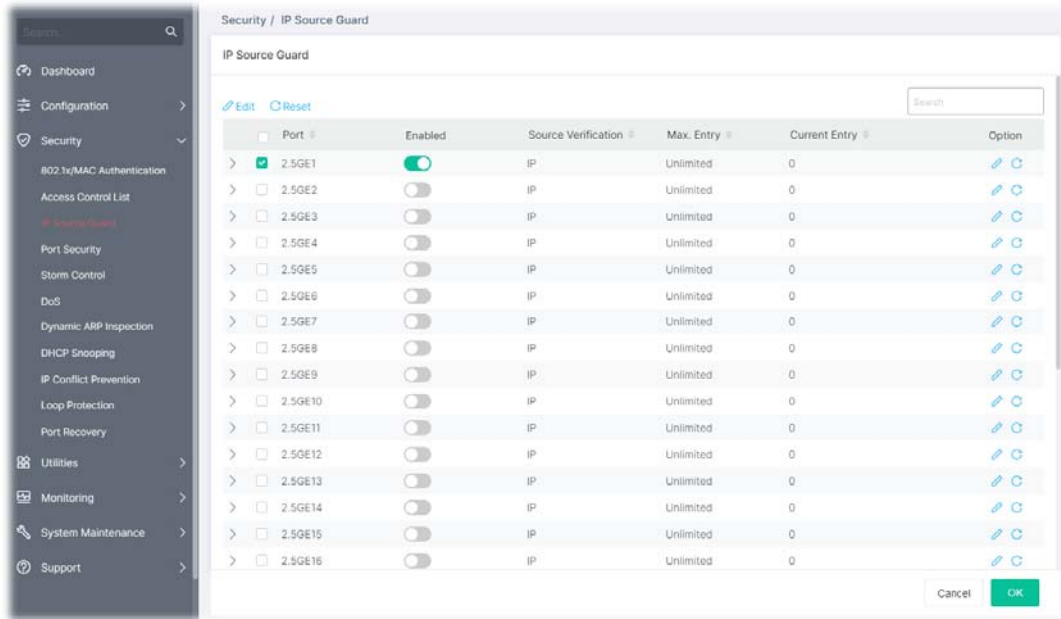 Search...
Security / IP Source Guard
IP Source Guard
Dashboard
Configuration
Security
802.1x/MAC Authentication
Access Control List
IP Source Guard
Port Security
Storm Control
DoS
Dynamic ARP Inspection
DHCP Snooping
IP Conflict Prevention
Loop Protection
Port Recovery
Utilities
Monitoring
System Maintenance
Support
Edit Reset Search
Port Enabled Source Verification Max. Entry Current Entry Option
2.5GE1 IP Unlimited 0
2.5GE2 IP Unlimited 0
2.5GE3 IP Unlimited 0
2.5GE4 IP Unlimited 0
2.5GE5 IP Unlimited 0
2.5GE6 IP Unlimited 0
2.5GE7 IP Unlimited 0
2.5GE8 IP Unlimited 0
2.5GE9 IP Unlimited 0
2.5GE10 IP Unlimited 0
2.5GE11 IP Unlimited 0
2.5GE12 IP Unlimited 0
2.5GE13 IP Unlimited 0
2.5GE14 IP Unlimited 0
2.5GE15 IP Unlimited 0
2.5GE16 IP Unlimited 0
Cancel OK